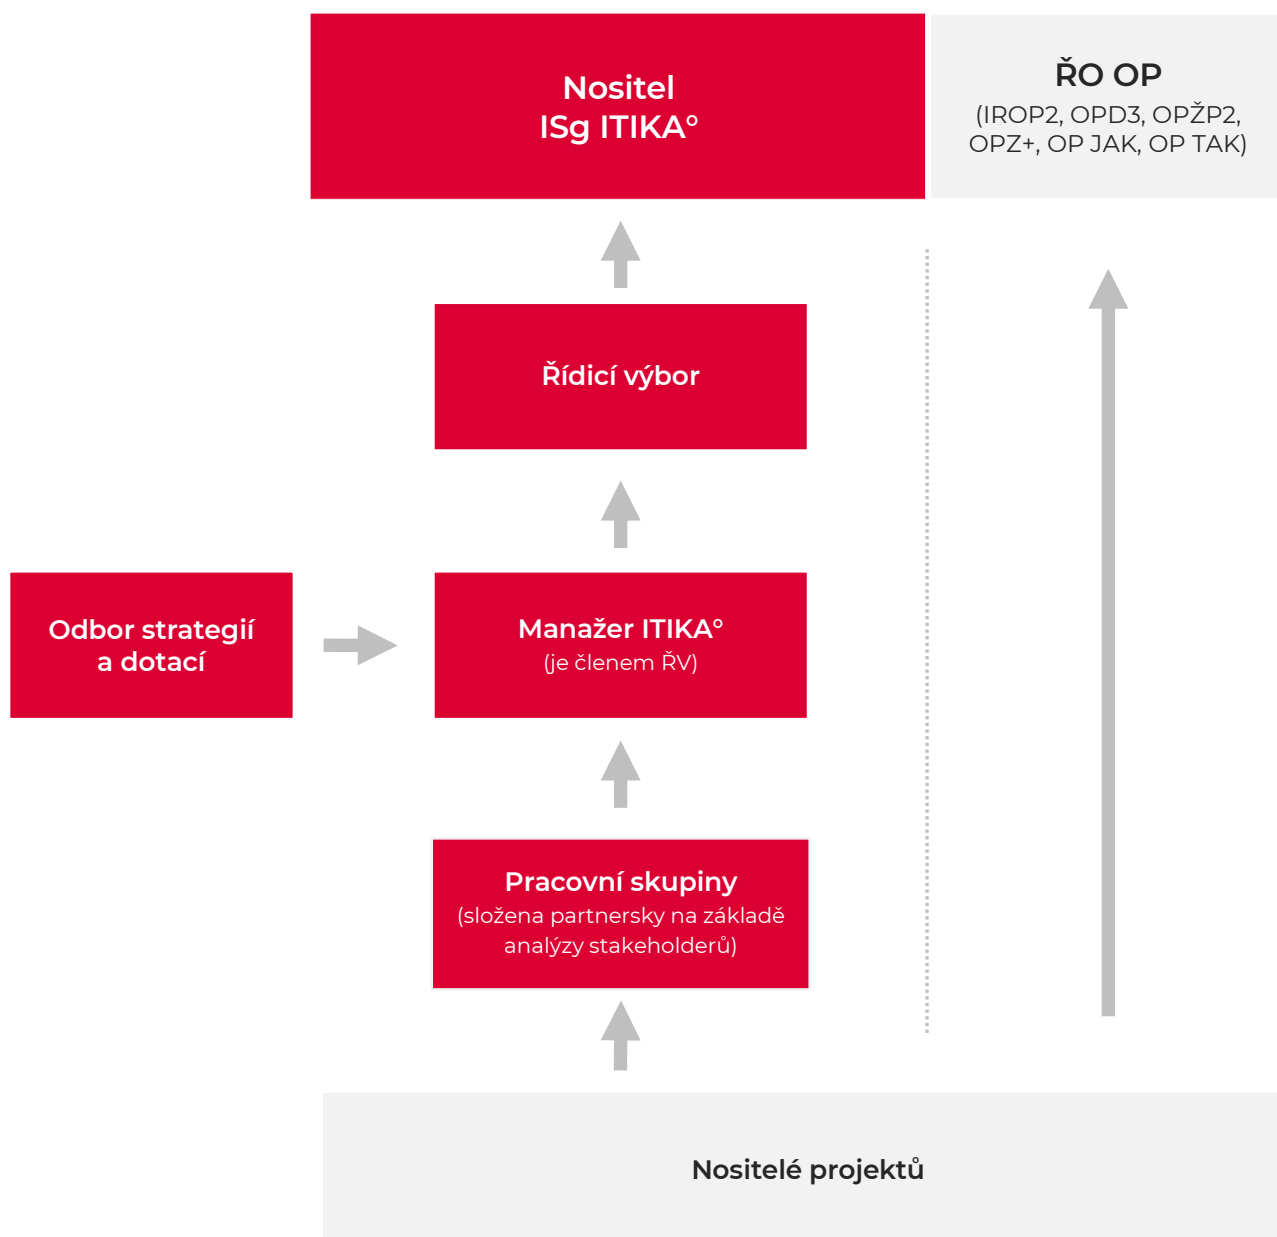 Nositel
ISg ITIKA°
ŘO OP
(IROP2, OPD3, OPŽP2,
OPZ+, OP JAK, OP TAK)
Řídicí výbor
Odbor strategií
a dotací
Manažer ITIKA°
(je členem ŘV)
Pracovní skupiny
(složena partnersky na základě
analýzy stakeholderů)
Nositelé projektů